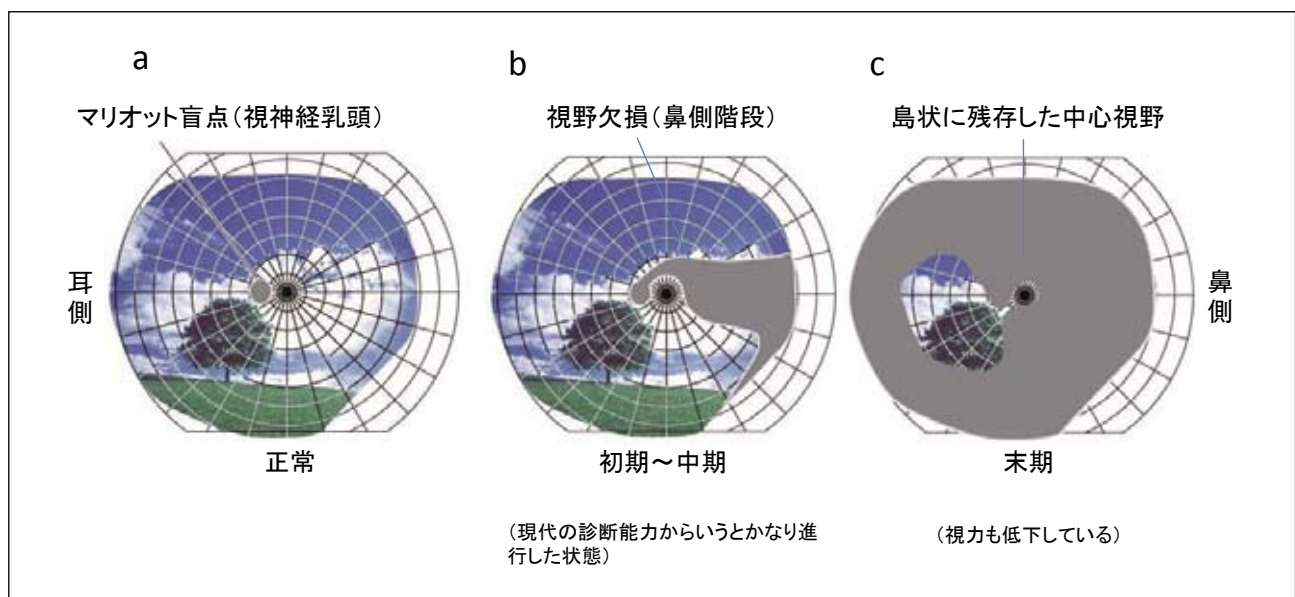 a
b
c
マリオット盲点（視神経乳頭）
視野欠損（鼻側階段）
島状に残存した中心視野
耳側
鼻側
正常
初期～中期
末期
（現代の診断能力からいうとかなり進
行した状態）
（視力も低下している）